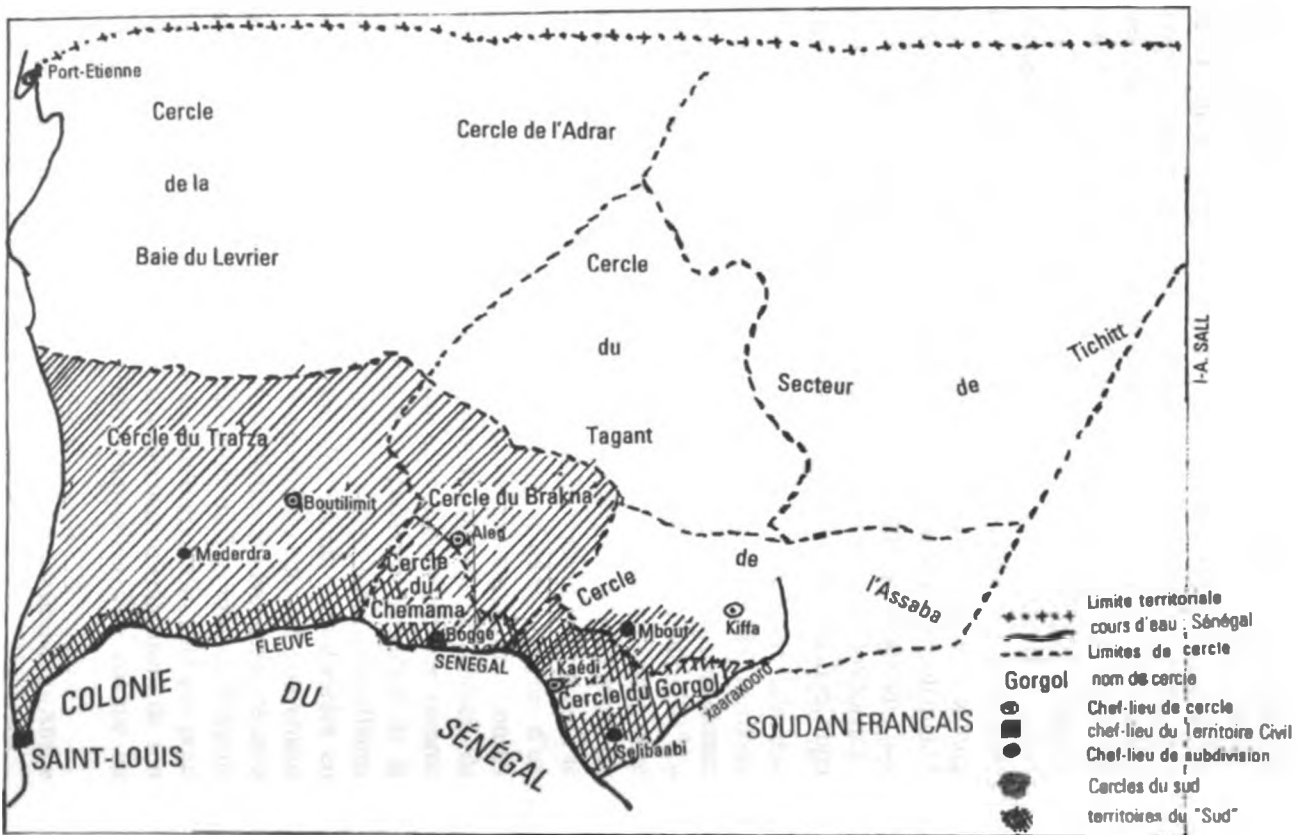 Port-Etienne
Cercle
de la
Baie du Levrier
Cercle de l'Adrar
Cercle
du
Tagant
Secteur
de
Tichitt
I-A. SALL
Cercle du Trarza
Boutilimit
Mederdra
Cercle du Brakna
Aleg
Cercle
du
Chemama
Boggé
Cercle
de
l'Assaba
Kiffa
Mbout
Kaédi
Cercle du Gorgol
Xaaraxooro
Selibaabi
FLEUVE
SENEGAL
COLONIE
DU
SÉNÉGAL
SAINT-LOUIS
SOUDAN FRANCAIS
Limite territoriale
cours d'eau : Sénégal
Limites de cercle
Gorgol nom de cercle
Chef-lieu de cercle
chef-lieu du Territoire Civil
Chef-lieu de subdivision
Cercles du sud
territoires du "Sud"